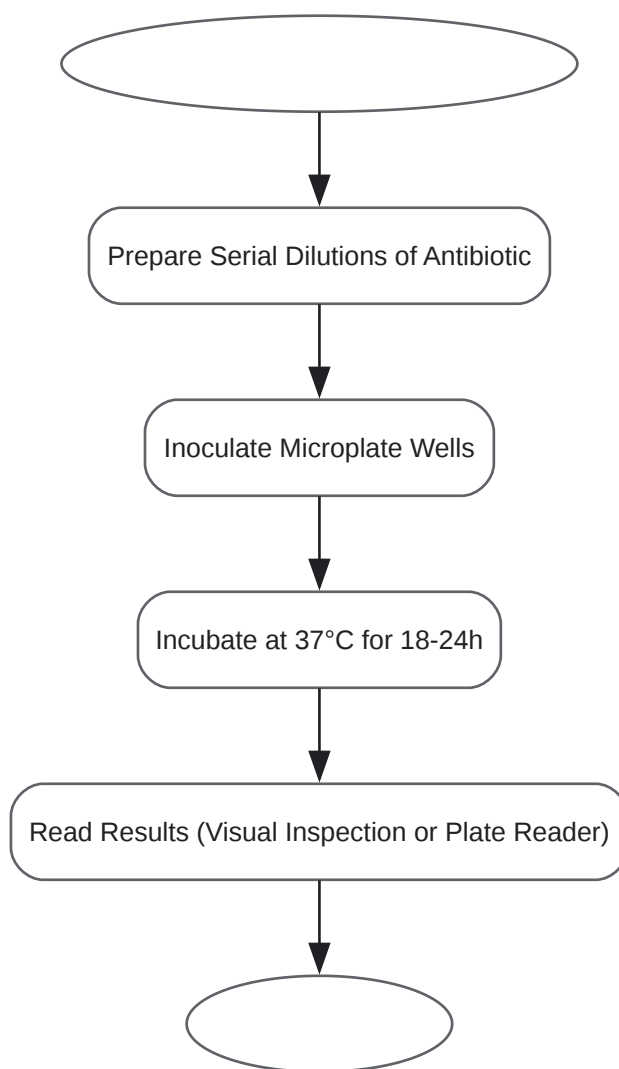 Prepare Serial Dilutions of Antibiotic
Inoculate Microplate Wells
Incubate at 37°C for 18-24h
Read Results (Visual Inspection or Plate Reader)